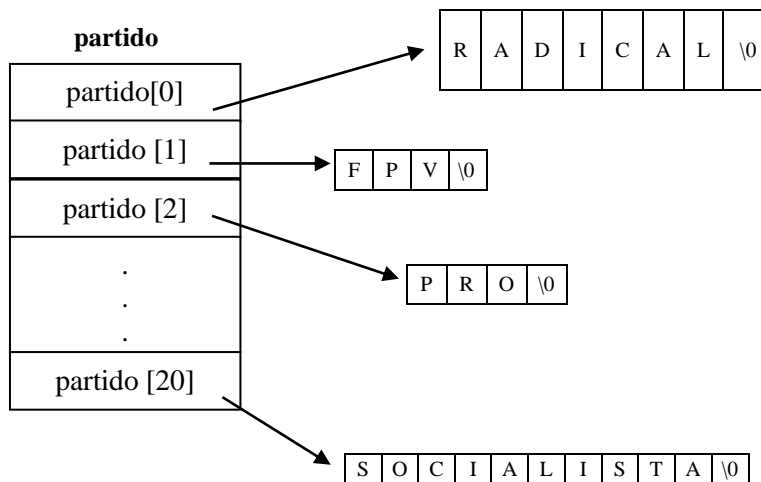 partido
R A D I C A L \0
partido[0]
partido [1]
F P V \0
partido [2]
.
P R O \0
.
.
partido [20]
S O C I A L I S T A \0